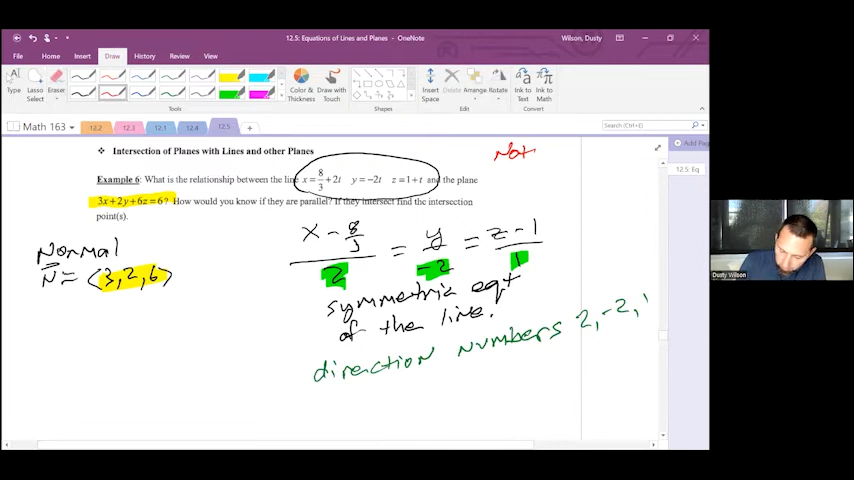 12.5: Equations of Lines and Planes - OneNote
Wilson, Dusty
File Home Insert Draw History Review View
Type
Lasso Select
Eraser
Color & Thickness
Draw with Touch
Insert Space
Delete
Arrange
Rotate
Ink to Text
Ink to Math
Tools
Shapes
Edit
Convert
Math 163
12.2 12.3 12.1 12.4 12.5 +
Search (Ctrl+E)
Add Pag
12.5: Eq
❖ Intersection of Planes with Lines and other Planes
Not
Example 6: What is the relationship between the line x = 8/3 + 2t y = −2t z = 1 + t and the plane
3x + 2y + 6z = 6? How would you know if they are parallel? If they intersect find the intersection
point(s).
Normal
N = <3, 2, 6>
x − 8/3 / 2 = y / −2 = z − 1 / 1
symmetric eqt
of the line.
direction numbers 2, -2, 1
Dusty Wilson